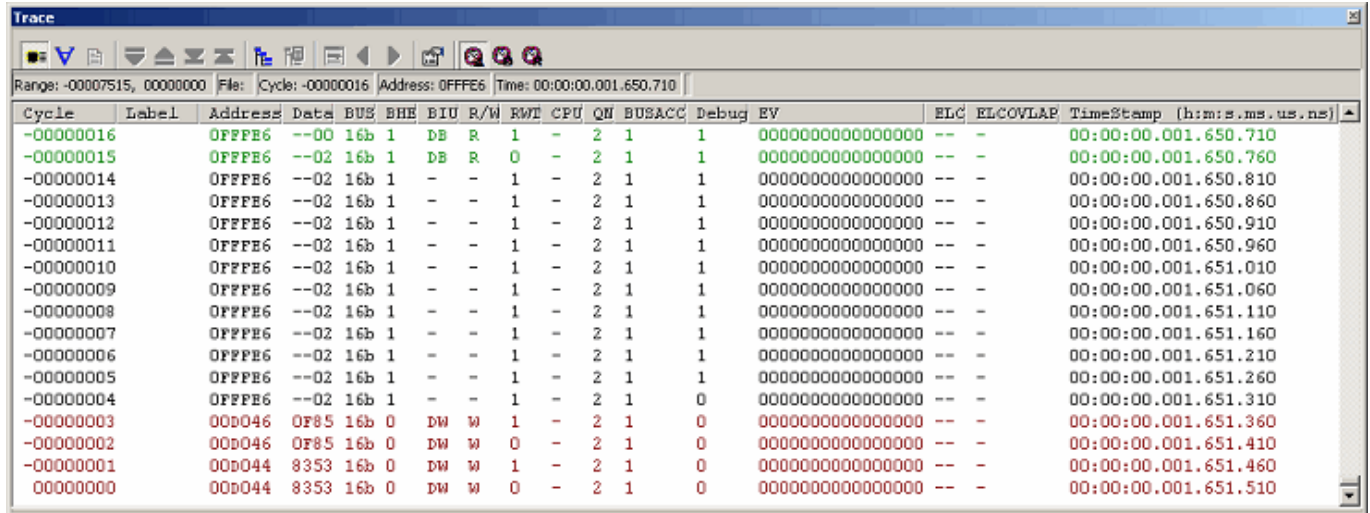 Trace
Range: -00007515, 00000000 File: Cycle: -00000016 Address: 0FFFE6 Time: 00:00:00.001.650.710
Cycle Label Address Data BUS BHE BIU R/W RWT CPU QN BUSACC Debug EV ELC ELCOVLAP TimeStamp (h:m:s.ms.us.ns)
-00000016 0FFFE6 --00 16b 1 DB R 1 - 2 1 1 0000000000000000 -- - 00:00:00.001.650.710
-00000015 0FFFE6 --02 16b 1 DB R 0 - 2 1 1 0000000000000000 -- - 00:00:00.001.650.760
-00000014 0FFFE6 --02 16b 1 - - 1 - 2 1 1 0000000000000000 -- - 00:00:00.001.650.810
-00000013 0FFFE6 --02 16b 1 - - 1 - 2 1 1 0000000000000000 -- - 00:00:00.001.650.860
-00000012 0FFFE6 --02 16b 1 - - 1 - 2 1 1 0000000000000000 -- - 00:00:00.001.650.910
-00000011 0FFFE6 --02 16b 1 - - 1 - 2 1 1 0000000000000000 -- - 00:00:00.001.650.960
-00000010 0FFFE6 --02 16b 1 - - 1 - 2 1 1 0000000000000000 -- - 00:00:00.001.651.010
-00000009 0FFFE6 --02 16b 1 - - 1 - 2 1 1 0000000000000000 -- - 00:00:00.001.651.060
-00000008 0FFFE6 --02 16b 1 - - 1 - 2 1 1 0000000000000000 -- - 00:00:00.001.651.110
-00000007 0FFFE6 --02 16b 1 - - 1 - 2 1 1 0000000000000000 -- - 00:00:00.001.651.160
-00000006 0FFFE6 --02 16b 1 - - 1 - 2 1 1 0000000000000000 -- - 00:00:00.001.651.210
-00000005 0FFFE6 --02 16b 1 - - 1 - 2 1 1 0000000000000000 -- - 00:00:00.001.651.260
-00000004 0FFFE6 --02 16b 1 - - 1 - 2 1 0 0000000000000000 -- - 00:00:00.001.651.310
-00000003 00D046 0F85 16b 0 DW W 1 - 2 1 0 0000000000000000 -- - 00:00:00.001.651.360
-00000002 00D046 0F85 16b 0 DW W 0 - 2 1 0 0000000000000000 -- - 00:00:00.001.651.410
-00000001 00D044 8353 16b 0 DW W 1 - 2 1 0 0000000000000000 -- - 00:00:00.001.651.460
00000000 00D044 8353 16b 0 DW W 0 - 2 1 0 0000000000000000 -- - 00:00:00.001.651.510